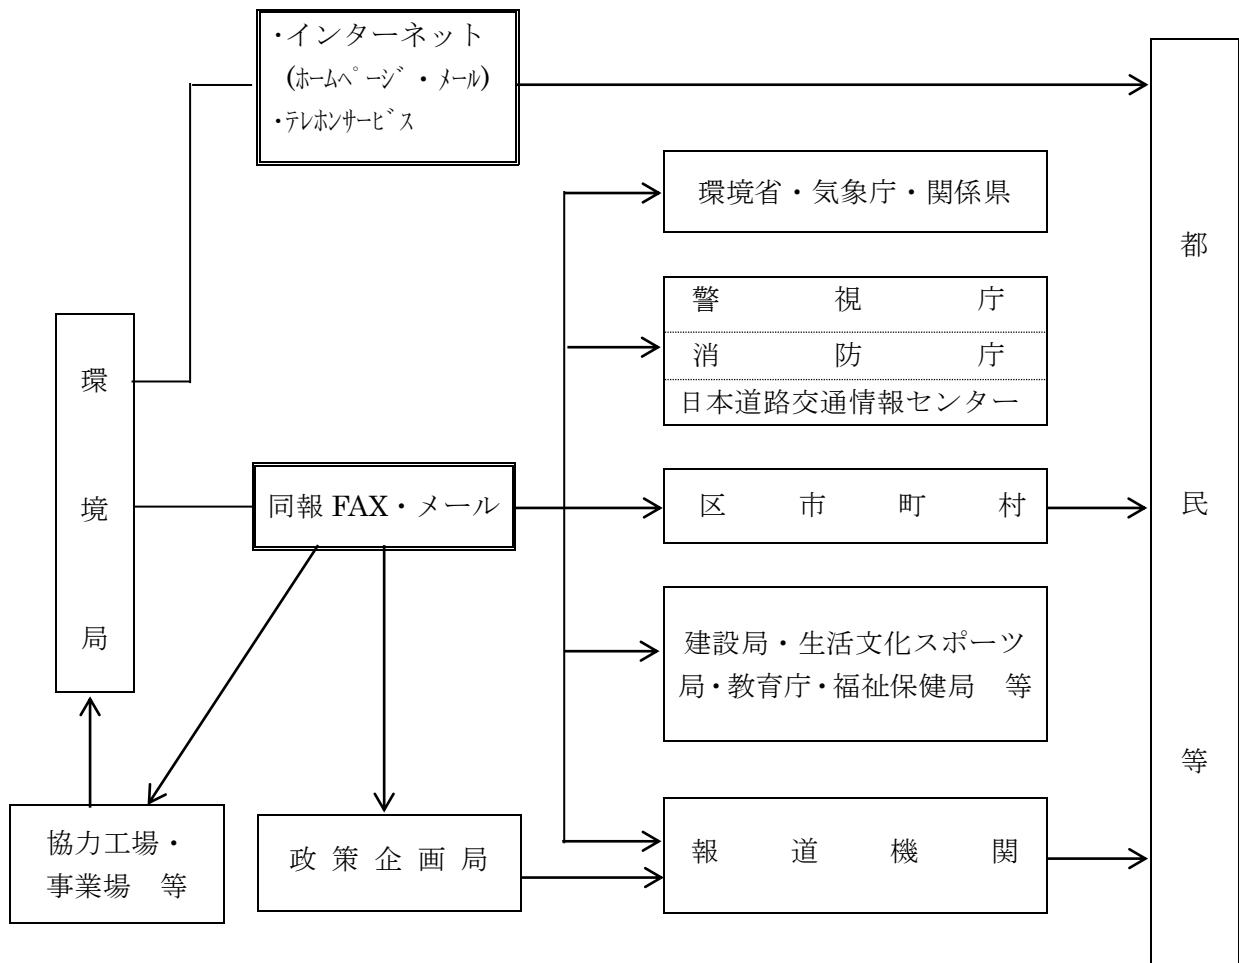 ・インターネット
(ホームページ・メール)
・テレホンサービス
環境省・気象庁・関係県
警視庁
消防庁
日本道路交通情報センター
環境局
同報 FAX・メール
区市町村
建設局・生活文化スポーツ
局・教育庁・福祉保健局 等
協力工場・
事業場 等
政策企画局
報道機関
都民等